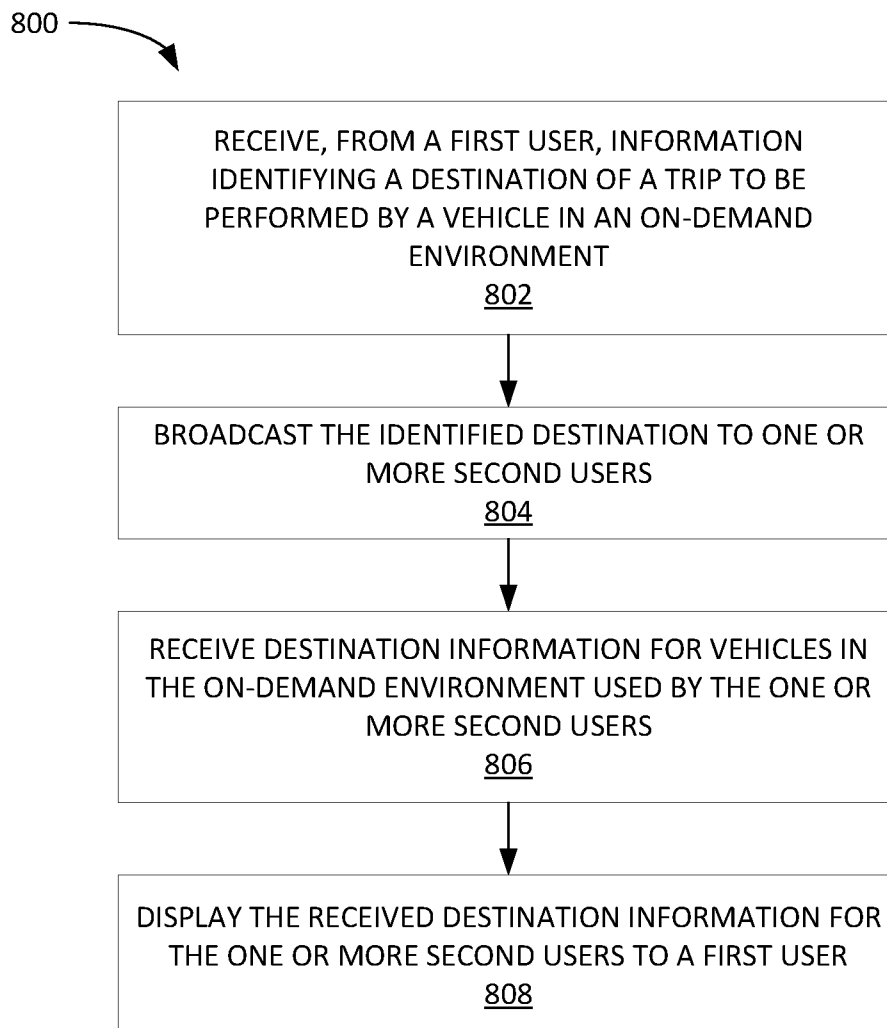 800
RECEIVE, FROM A FIRST USER, INFORMATION
IDENTIFYING A DESTINATION OF A TRIP TO BE
PERFORMED BY A VEHICLE IN AN ON-DEMAND
ENVIRONMENT
802
BROADCAST THE IDENTIFIED DESTINATION TO ONE OR
MORE SECOND USERS
804
RECEIVE DESTINATION INFORMATION FOR VEHICLES IN
THE ON-DEMAND ENVIRONMENT USED BY THE ONE OR
MORE SECOND USERS
806
DISPLAY THE RECEIVED DESTINATION INFORMATION FOR
THE ONE OR MORE SECOND USERS TO A FIRST USER
808